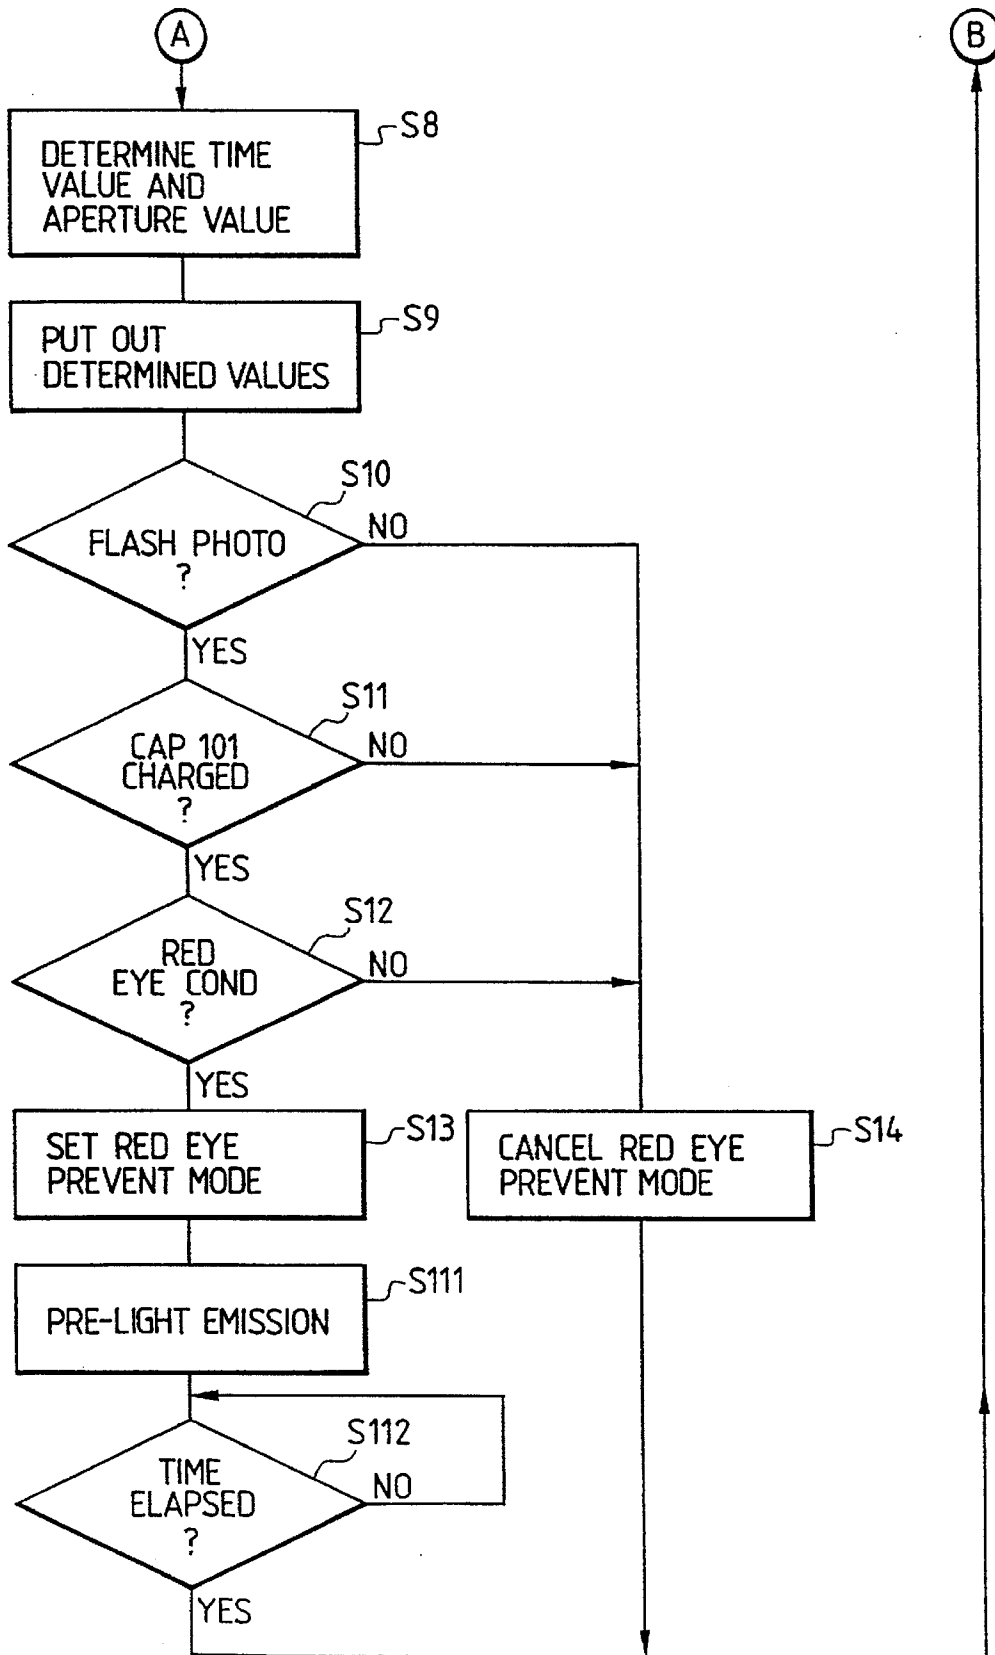 A
B
S8
DETERMINE TIME
VALUE AND
APERTURE VALUE
S9
PUT OUT
DETERMINED VALUES
S10
FLASH PHOTO
?
NO
YES
S11
CAP 101
CHARGED
?
NO
YES
S12
RED
EYE COND
?
NO
YES
S13
SET RED EYE
PREVENT MODE
S14
CANCEL RED EYE
PREVENT MODE
S111
PRE-LIGHT EMISSION
S112
TIME
ELAPSED
?
NO
YES